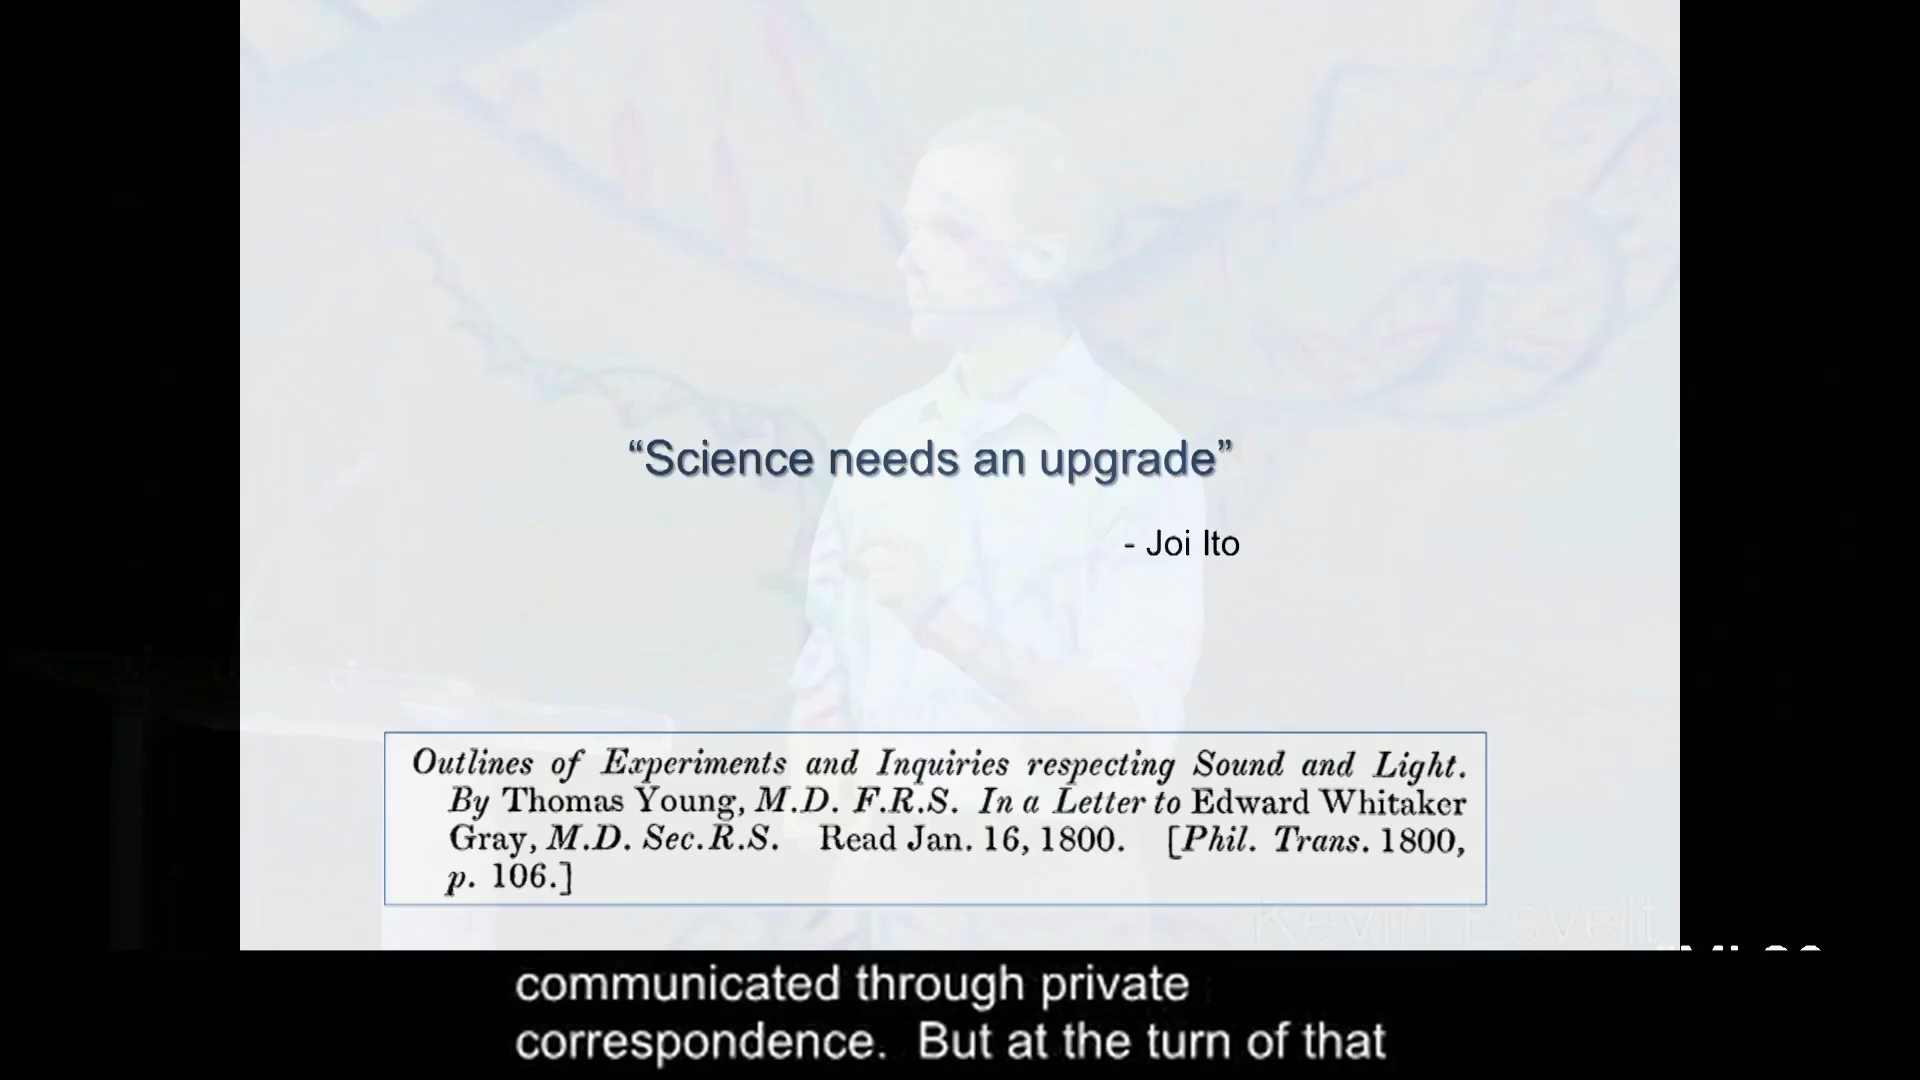 “Science needs an upgrade”
- Joi Ito
Outlines of Experiments and Inquiries respecting Sound and Light.
By Thomas Young, M.D. F.R.S. In a Letter to Edward Whitaker
Gray, M.D. Sec.R.S. Read Jan. 16, 1800. [Phil. Trans. 1800,
p. 106.]
Kevin Esvelt
communicated through private
correspondence. But at the turn of that